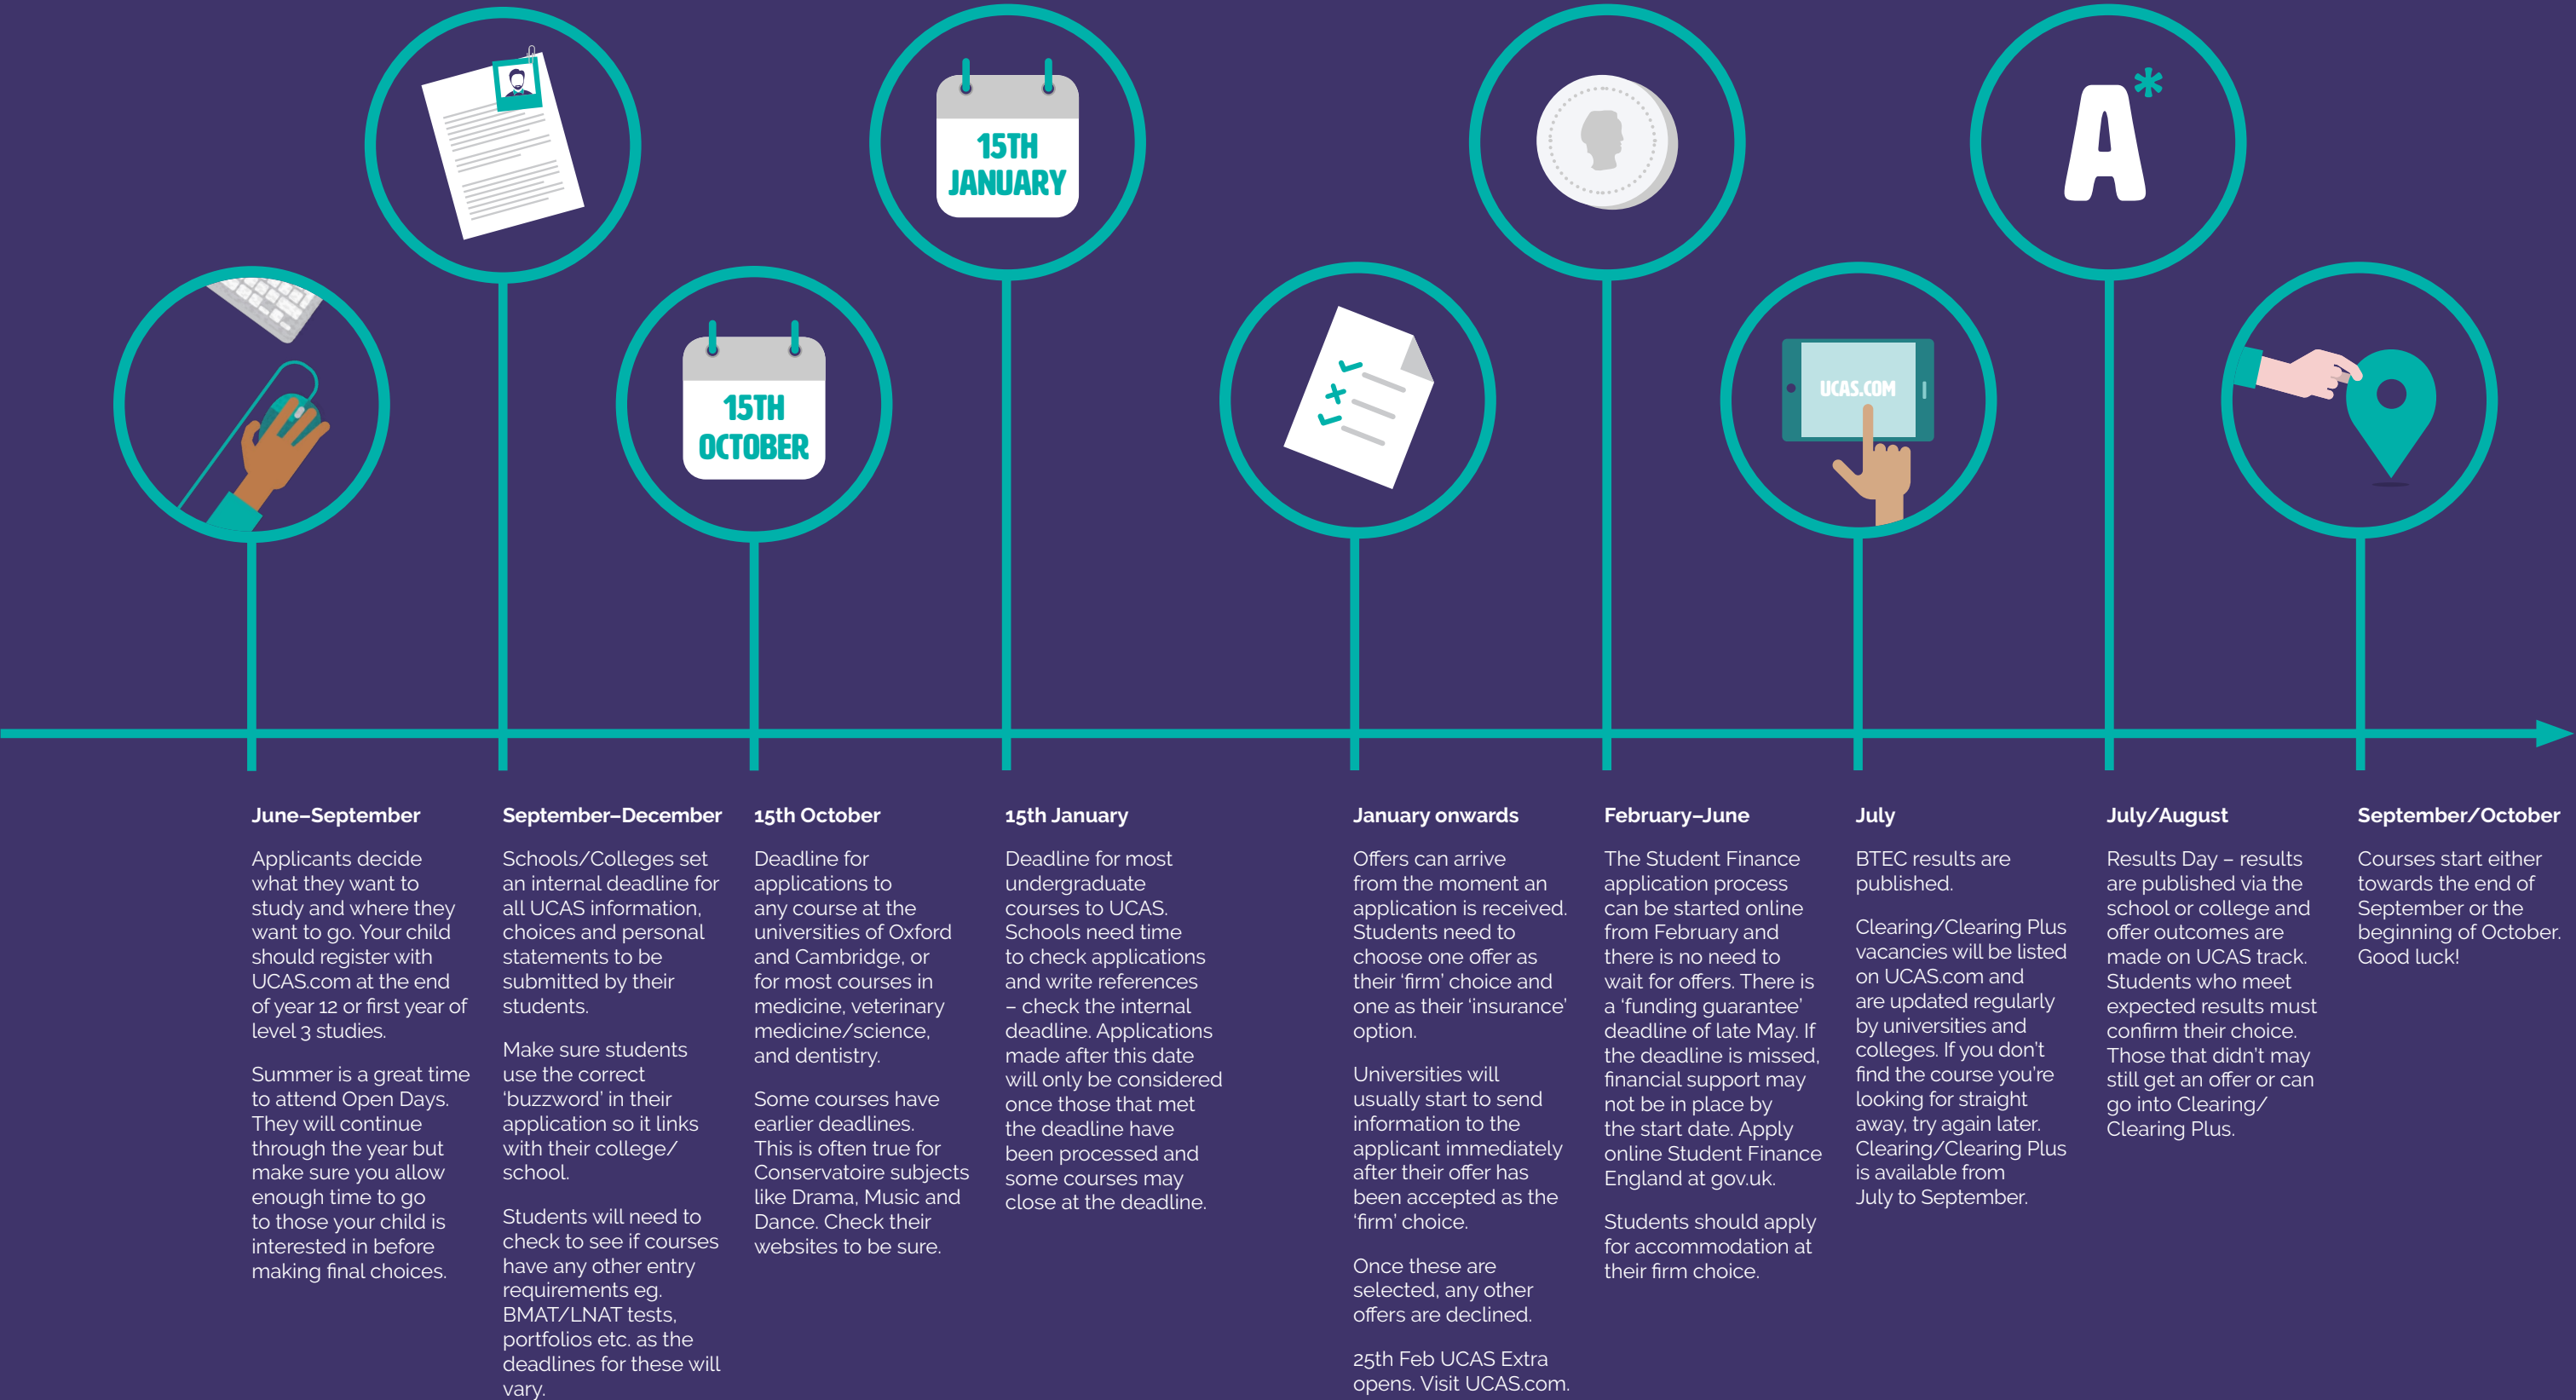 15TH
JANUARY
A*
15TH
OCTOBER
UCAS.COM
June–September
Applicants decide
what they want to
study and where they
want to go. Your child
should register with
UCAS.com at the end
of year 12 or first year of
level 3 studies.
Summer is a great time
to attend Open Days.
They will continue
through the year but
make sure you allow
enough time to go
to those your child is
interested in before
making final choices.
September–December
Schools/Colleges set
an internal deadline for
all UCAS information,
choices and personal
statements to be
submitted by their
students.
Make sure students
use the correct
‘buzzword’ in their
application so it links
with their college/
school.
Students will need to
check to see if courses
have any other entry
requirements eg.
BMAT/LNAT tests,
portfolios etc. as the
deadlines for these will
vary.
15th October
Deadline for
applications to
any course at the
universities of Oxford
and Cambridge, or
for most courses in
medicine, veterinary
medicine/science,
and dentistry.
Some courses have
earlier deadlines.
This is often true for
Conservatoire subjects
like Drama, Music and
Dance. Check their
websites to be sure.
15th January
Deadline for most
undergraduate
courses to UCAS.
Schools need time
to check applications
and write references
– check the internal
deadline. Applications
made after this date
will only be considered
once those that met
the deadline have
been processed and
some courses may
close at the deadline.
January onwards
Offers can arrive
from the moment an
application is received.
Students need to
choose one offer as
their ‘firm’ choice and
one as their ‘insurance’
option.
Universities will
usually start to send
information to the
applicant immediately
after their offer has
been accepted as the
‘firm’ choice.
Once these are
selected, any other
offers are declined.
25th Feb UCAS Extra
opens. Visit UCAS.com.
February–June
The Student Finance
application process
can be started online
from February and
there is no need to
wait for offers. There is
a ‘funding guarantee’
deadline of late May. If
the deadline is missed,
financial support may
not be in place by
the start date. Apply
online Student Finance
England at gov.uk.
Students should apply
for accommodation at
their firm choice.
July
BTEC results are
published.
Clearing/Clearing Plus
vacancies will be listed
on UCAS.com and
are updated regularly
by universities and
colleges. If you don’t
find the course you’re
looking for straight
away, try again later.
Clearing/Clearing Plus
is available from
July to September.
July/August
Results Day – results
are published via the
school or college and
offer outcomes are
made on UCAS track.
Students who meet
expected results must
confirm their choice.
Those that didn’t may
still get an offer or can
go into Clearing/
Clearing Plus.
September/October
Courses start either
towards the end of
September or the
beginning of October.
Good luck!